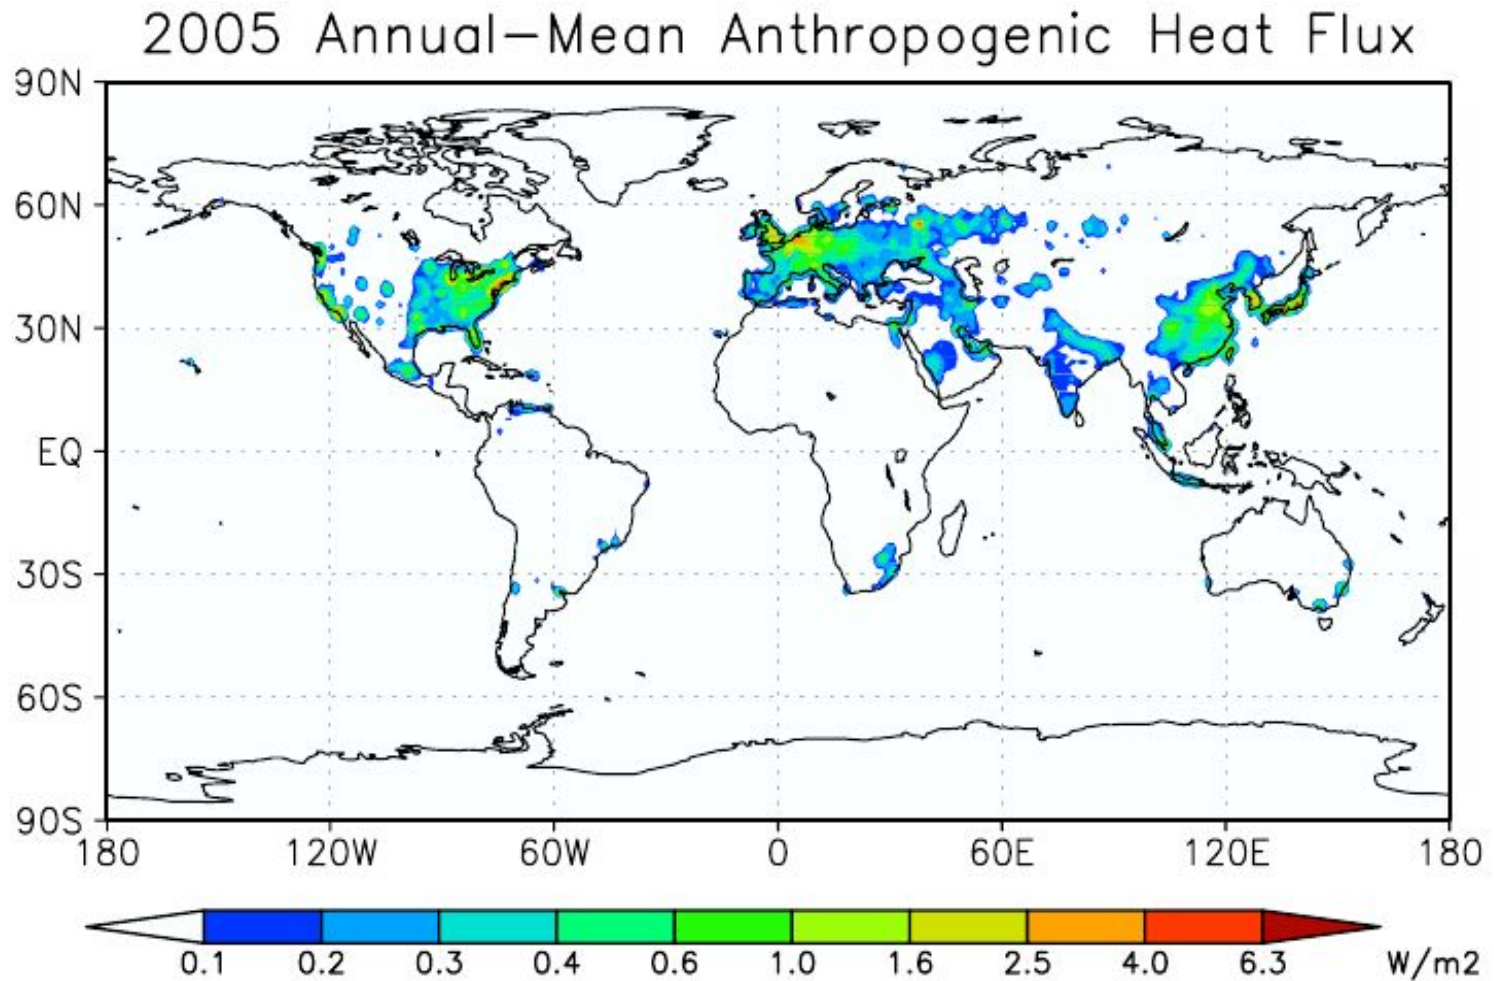 2005 Annual-Mean Anthropogenic Heat Flux
90N
60N
30N
EQ
30S
60S
90S
180 120W 60W 0 60E 120E 180
0.1 0.2 0.3 0.4 0.6 1.0 1.6 2.5 4.0 6.3 W/m2